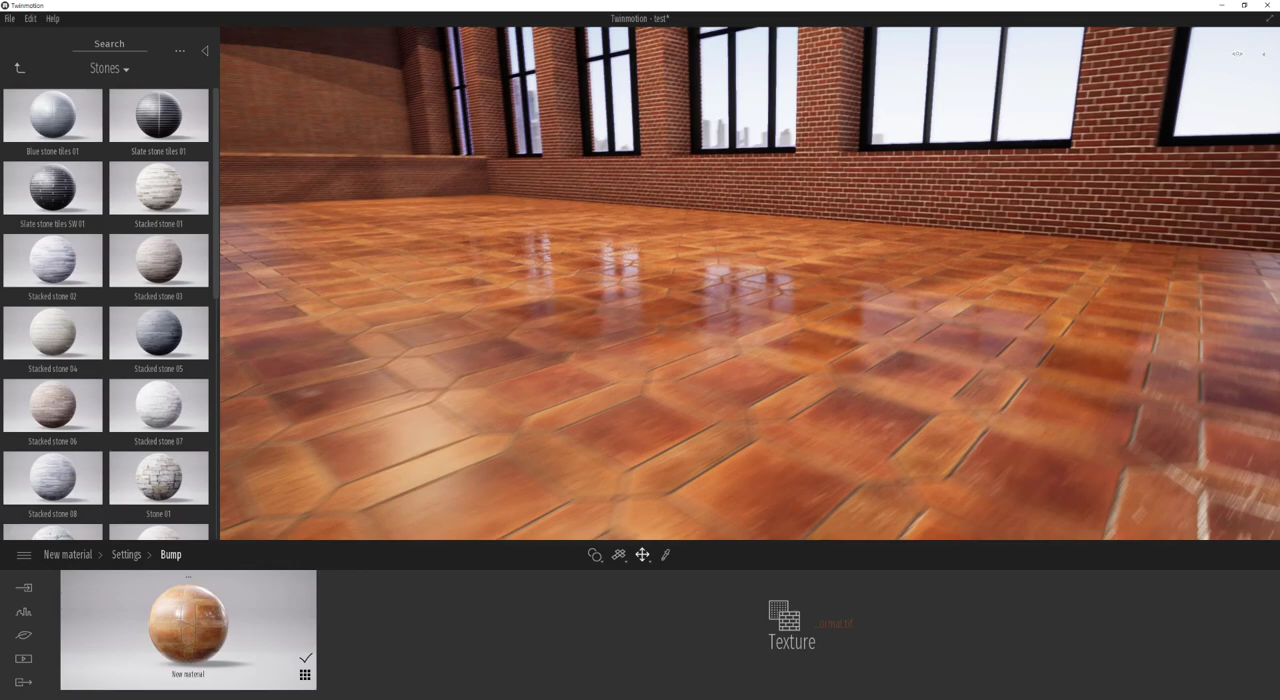 Twinmotion
File Edit Help
Twinmotion - test*
Search
Stones
Blue stone tiles 01
Slate stone tiles 01
Slate stone tiles SW 01
Stacked stone 01
Stacked stone 02
Stacked stone 03
Stacked stone 04
Stacked stone 05
Stacked stone 06
Stacked stone 07
Stacked stone 08
Stone 01
New material > Settings > Bump
New material
Texture